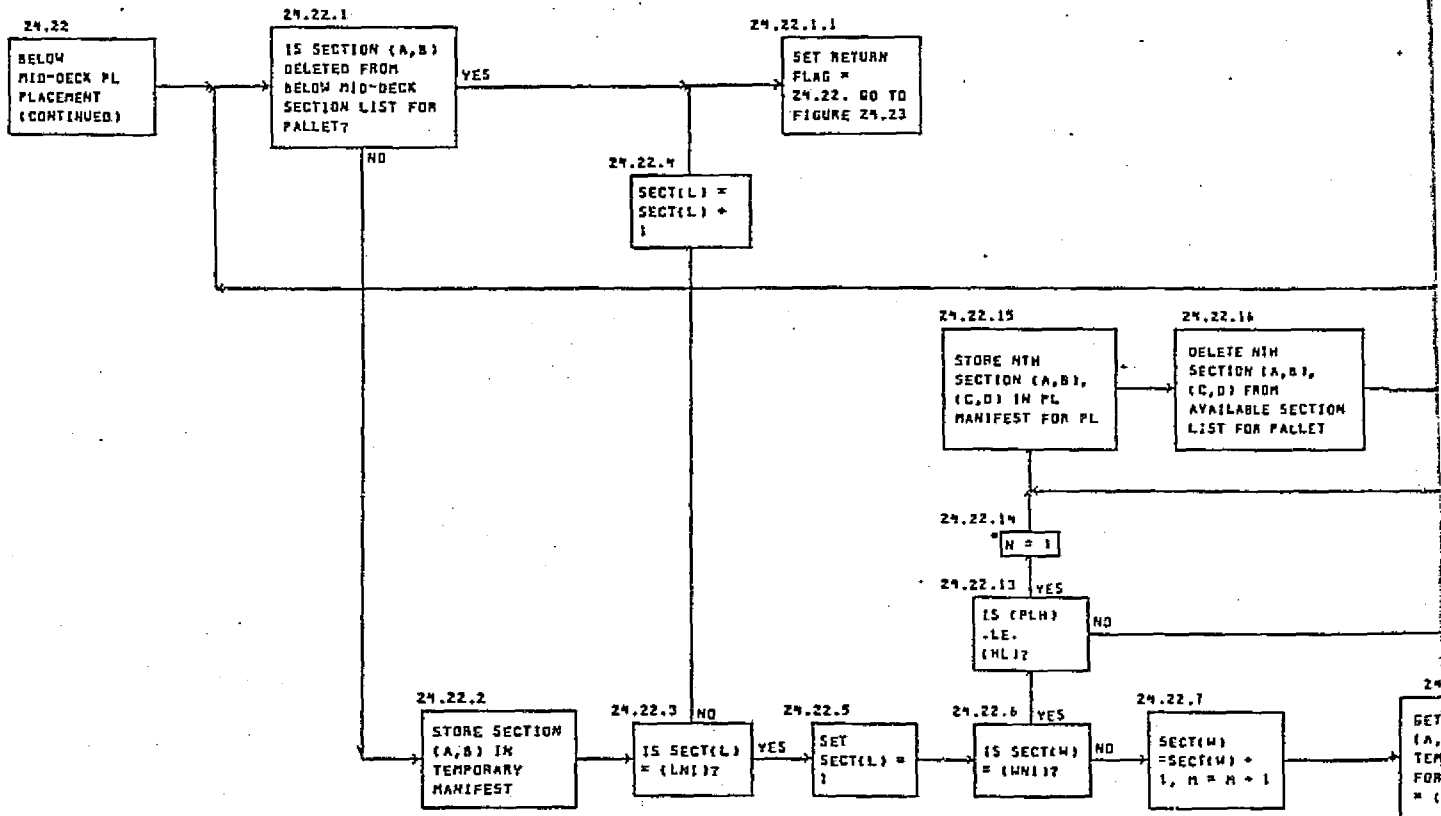 24.22
BELOW
MID-DECK PL
PLACEMENT
(CONTINUED)
24.22.1
IS SECTION (A,B)
DELETED FROM
BELOW MID-DECK
SECTION LIST FOR
PALLET?
YES
NO
24.22.1.1
SET RETURN
FLAG =
24.22. GO TO
FIGURE 24.23
24.22.4
SECT(L) =
SECT(L) +
1
24.22.15
STORE NTH
SECTION (A,B),
(C,D) IN PL
MANIFEST FOR PL
24.22.16
DELETE NTH
SECTION (A,B),
(C,D) FROM
AVAILABLE SECTION
LIST FOR PALLET
24.22.14
N = 1
24.22.13
YES
IS (PLH)
.LE.
(HL)?
NO
24.22.2
STORE SECTION
(A,B) IN
TEMPORARY
MANIFEST
24.22.3
NO
IS SECT(L)
= (LNI)?
YES
24.22.5
SET
SECT(L) =
1
24.22.6
YES
IS SECT(W)
= (WNI)?
NO
24.22.7
SECT(W)
=SECT(W) +
1, M = M + 1
24
GET
(A,
TEM
FOR
= (